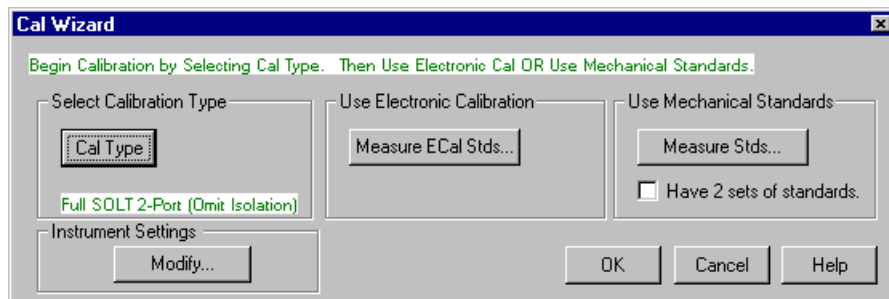 Cal Wizard
Begin Calibration by Selecting Cal Type. Then Use Electronic Cal OR Use Mechanical Standards.
Select Calibration Type
Cal Type
Full SOLT 2-Port (Omit Isolation)
Use Electronic Calibration
Measure ECal Stds...
Use Mechanical Standards
Measure Stds...
Have 2 sets of standards.
Instrument Settings
Modify...
OK
Cancel
Help